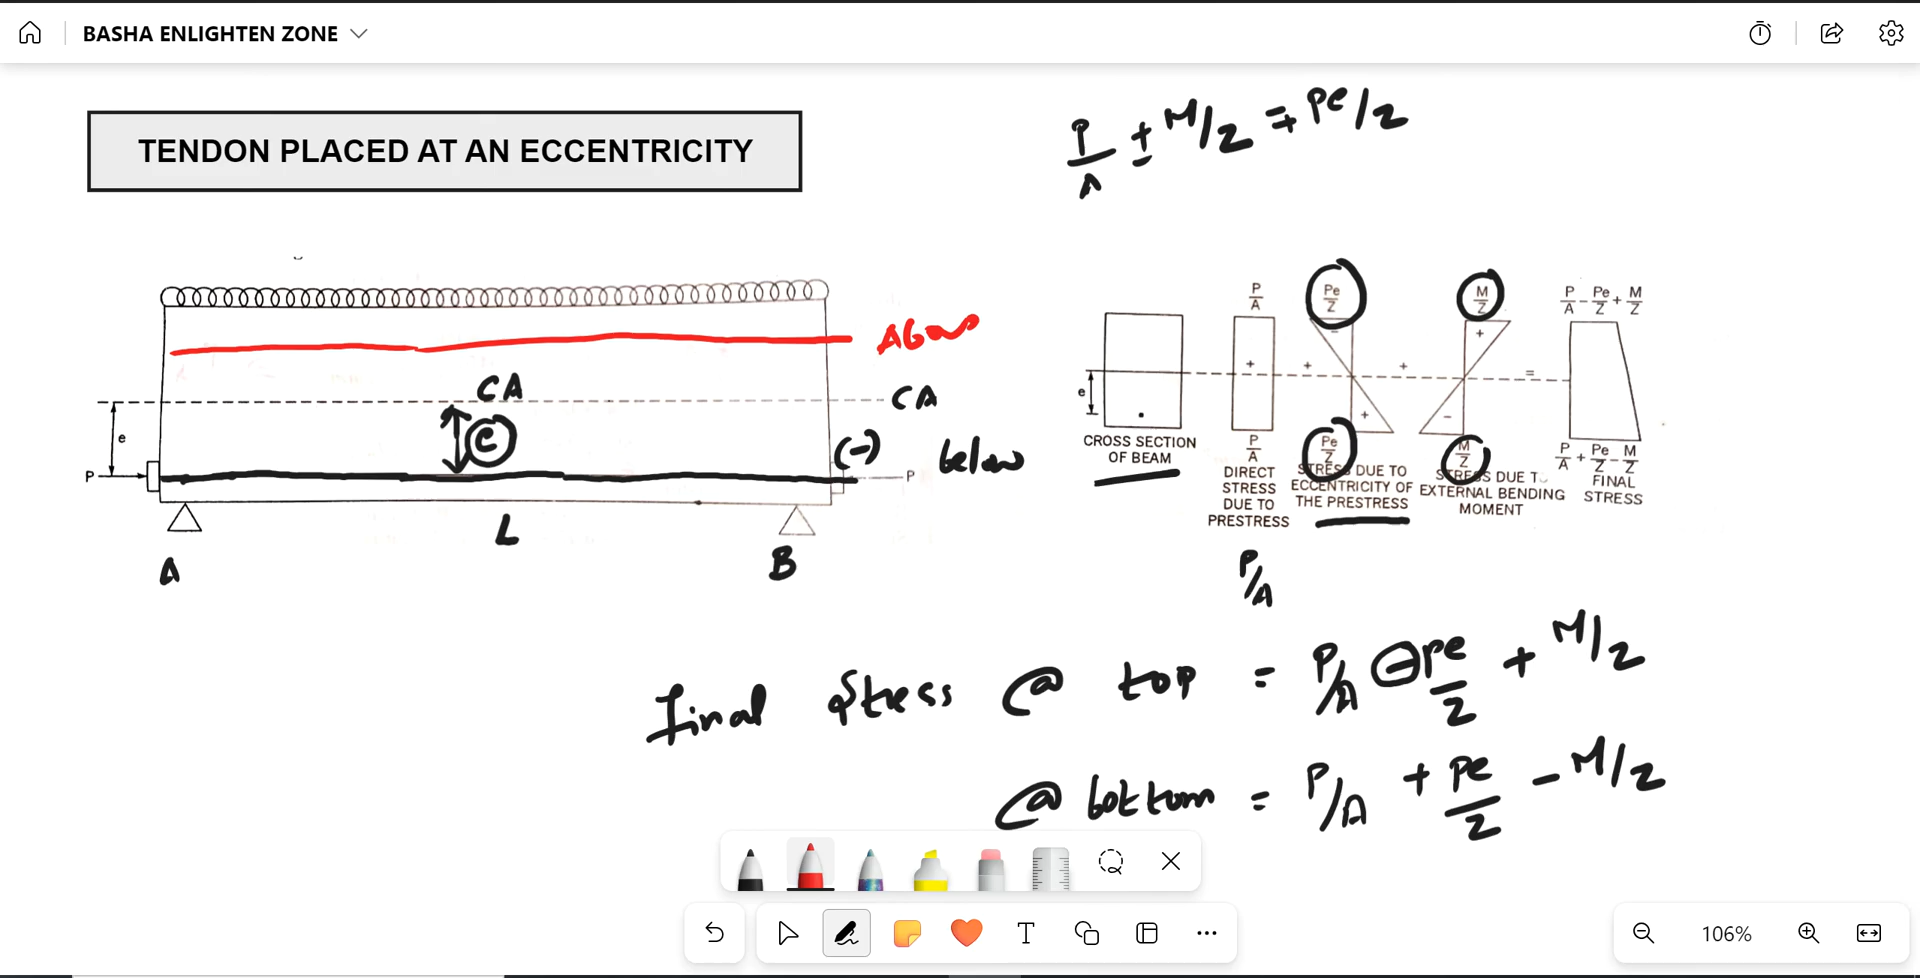 BASHA ENLIGHTEN ZONE
TENDON PLACED AT AN ECCENTRICITY
P/A ± M/Z ∓ Pe/Z
Above
CA
CA
e
e
(-)
below
P
P
L
A
B
e
CROSS SECTION
OF BEAM
P/A
+
P/A
DIRECT
STRESS
DUE TO
PRESTRESS
+
Pe/Z
-
+
Pe/Z
STRESS DUE TO
ECCENTRICITY OF
THE PRESTRESS
+
M/Z
+
-
M/Z
STRESS DUE TO
EXTERNAL BENDING
MOMENT
=
P/A - Pe/Z + M/Z
P/A + Pe/Z - M/Z
FINAL
STRESS
P/A
final stress @ top = P/A - Pe/Z + M/Z
@ bottom = P/A + Pe/Z - M/Z
T
106%